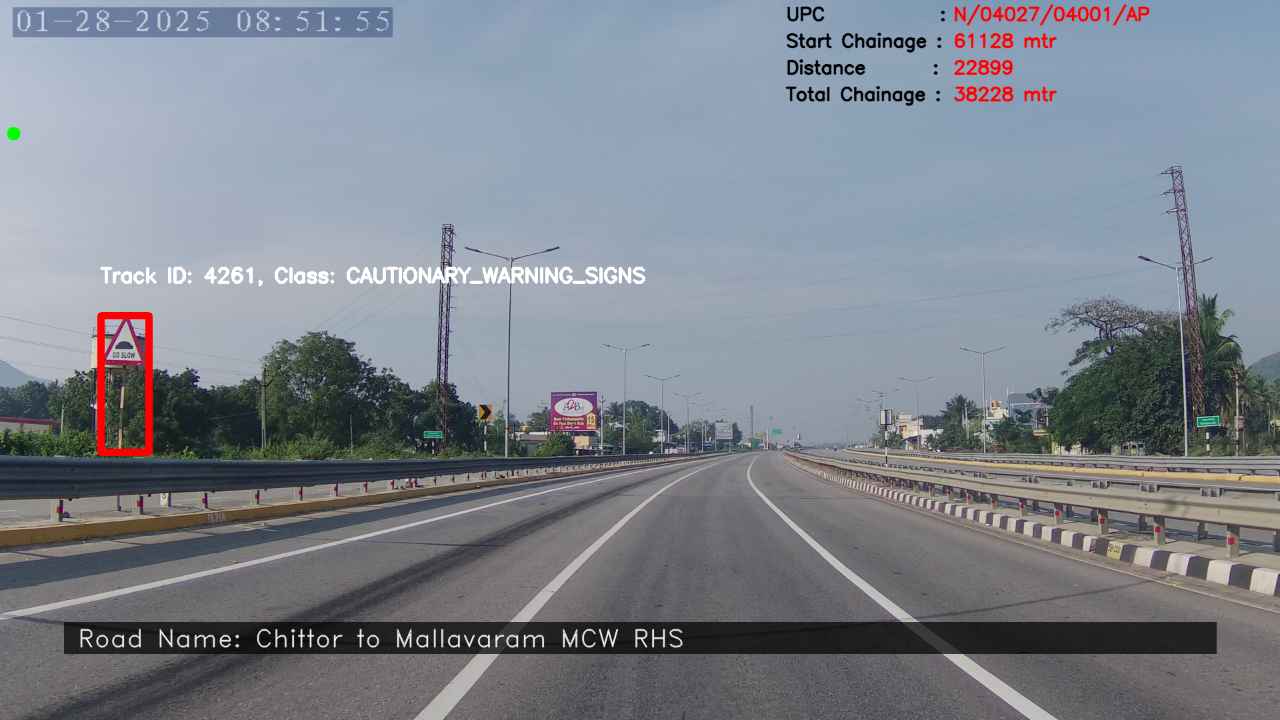 01-28-2025 08:51:55
UPC : N/04027/04001/AP
Start Chainage : 61128 mtr
Distance : 22899
Total Chainage : 38228 mtr
Track ID: 4261, Class: CAUTIONARY_WARNING_SIGNS
GO SLOW
Road Name: Chittor to Mallavaram MCW RHS